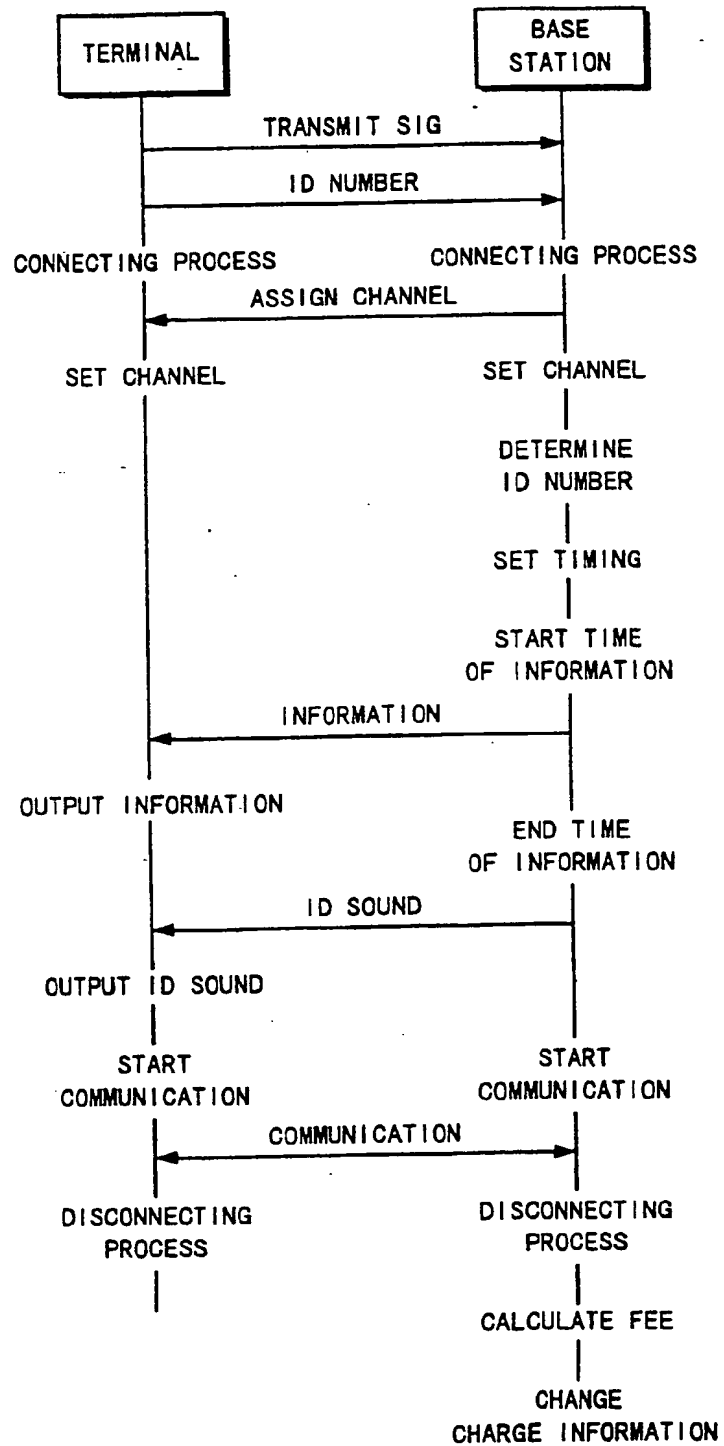 TERMINAL
BASE
STATION
TRANSMIT SIG
ID NUMBER
CONNECTING PROCESS
CONNECTING PROCESS
ASSIGN CHANNEL
SET CHANNEL
SET CHANNEL
DETERMINE
ID NUMBER
SET TIMING
START TIME
OF INFORMATION
INFORMATION
OUTPUT INFORMATION
END TIME
OF INFORMATION
ID SOUND
OUTPUT ID SOUND
START
COMMUNICATION
START
COMMUNICATION
COMMUNICATION
DISCONNECTING
PROCESS
DISCONNECTING
PROCESS
CALCULATE FEE
CHANGE
CHARGE INFORMATION